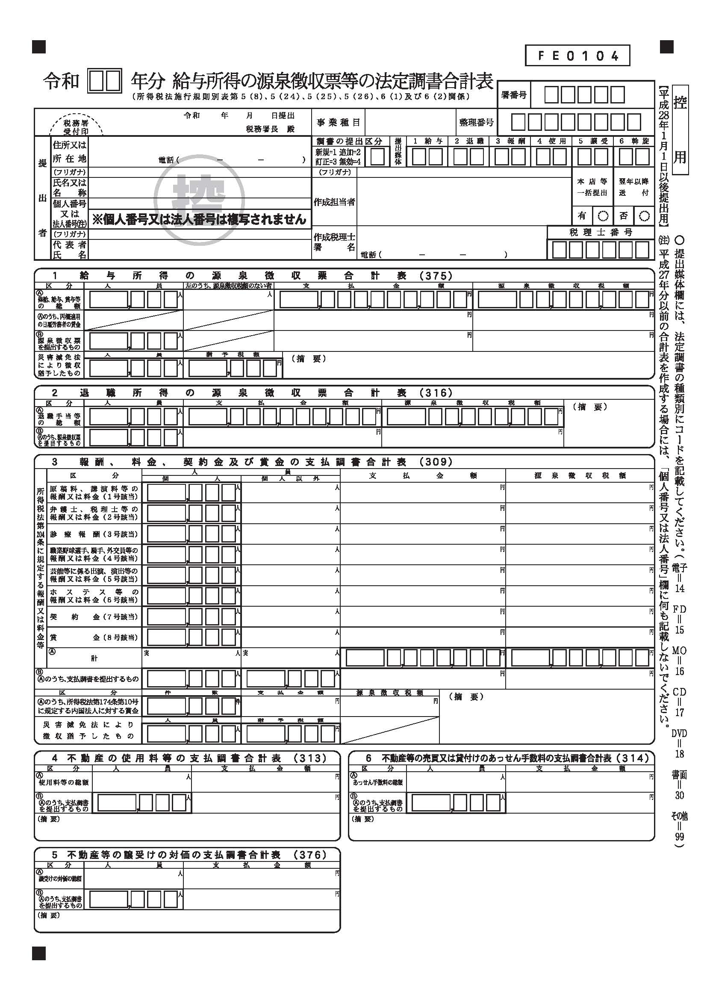 FE0104
令和 年分 給与所得の源泉徴収票等の法定調書合計表
(所得税法施行規則別表第5(8)、5(24)、5(25)、5(26)、6(1)及び6(2)関係)
署番号
税務署
受付印
令和 年 月 日提出
税務署長 殿
事業種目
整理番号
提出者
住所又は
所在地
電話( － － )
(フリガナ)
氏名又は
名称
個人番号
又は
法人番号(注)
※個人番号又は法人番号は複写されません
控
(フリガナ)
代表者
氏名
調書の提出区分
新規=1 追加=2
訂正=3 無効=4
提出媒体
1 給与
2 退職
3 報酬
4 使用
5 譲受
6 斡旋
(フリガナ)
作成担当者
本店等
一括提出
翌年以降
送付
有
否
作成税理士
署名
電話( － － )
税理士番号
1 給与所得の源泉徴収票合計表(375)
区分 人員 左のうち、源泉徴収税額のない者 支払金額 源泉徴収税額
Ⓐ
俸給、給与、賞与等
の総額
人 人 円 円
Ⓐのうち、丙欄適用
の日雇労務者の賃金
円 円
Ⓑ
源泉徴収票
を提出するもの
人 円 円
災害減免法
により徴収
猶予したもの
人員 猶予税額
人 円
(摘要)
2 退職所得の源泉徴収票合計表(316)
区分 人員 支払金額 源泉徴収税額
(摘要)
Ⓐ
退職手当等
の総額
人 円 円
Ⓑ
Ⓐのうち、源泉徴収票
を提出するもの
人 円 円
3 報酬、料金、契約金及び賞金の支払調書合計表(309)
所得税法第204条に規定する報酬又は料金等
区分 人員 支払金額 源泉徴収税額
個人 個人以外
原稿料、講演料等の
報酬又は料金(1号該当)
人 人 円 円
弁護士、税理士等の
報酬又は料金(2号該当)
人 人 円 円
診療報酬(3号該当)
人 人 円 円
職業野球選手、騎手、外交員等の
報酬又は料金(4号該当)
人 人 円 円
芸能等に係る出演、演出等の
報酬又は料金(5号該当)
人 人 円 円
ホステス等の
報酬又は料金(6号該当)
人 人 円 円
契約金(7号該当)
人 人 円 円
賞金(8号該当)
人 人 円 円
Ⓐ
計
実 人 実 人 円 円
Ⓑ
Ⓐのうち、支払調書を提出するもの
人 人 円 円
区分 件数 支払金額 源泉徴収税額
Ⓐのうち、所得税法第174条第10号
に規定する内国法人に対する賞金
件 円 円
(摘要)
災害減免法により
徴収猶予したもの
人員 猶予税額
人 円
4 不動産の使用料等の支払調書合計表 (313)
区分 人員 支払金額
Ⓐ
使用料等の総額
人 円
Ⓑ
Ⓐのうち、支払調書
を提出するもの
人 円
(摘要)
6 不動産等の売買又は貸付けのあっせん手数料の支払調書合計表(314)
区分 人員 支払金額
Ⓐ
あっせん手数料の総額
人 円
Ⓑ
Ⓐのうち、支払調書
を提出するもの
人 円
(摘要)
5 不動産等の譲受けの対価の支払調書合計表 (376)
区分 人員 支払金額
Ⓐ
譲受けの対価の総額
人 円
Ⓑ
Ⓐのうち、支払調書
を提出するもの
人 円
(摘要)
控用
○ 提出媒体欄には、法定調書の種類別にコードを記載してください。(電子=14 FD=15 MO=16 CD=17 DVD=18 書面=30 その他=99)
【平成28年1月1日以後提出用】
(注) 平成27年分以前の合計表を作成する場合には、「個人番号又は法人番号」欄に何も記載しないでください。